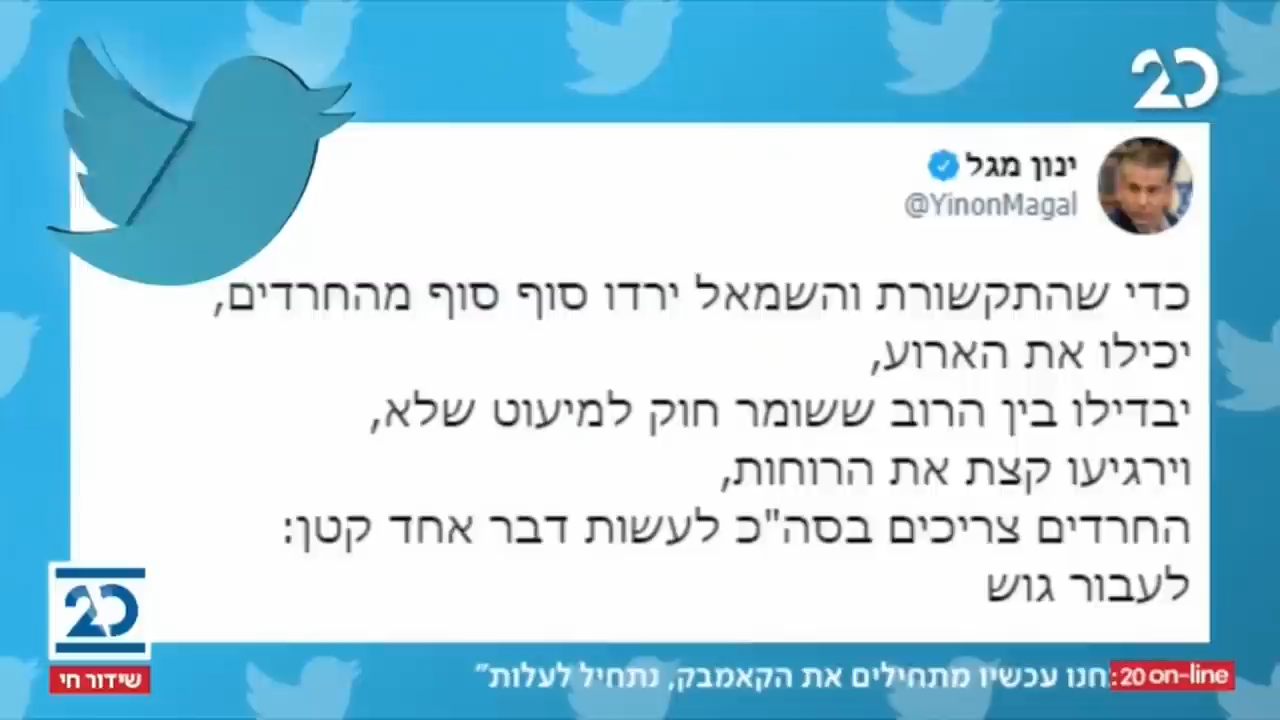 20
ינון מגל
@YinonMagal
כדי שהתקשורת והשמאל ירדו סוף סוף מהחרדים,
יכילו את הארוע,
יבדילו בין הרוב ששומר חוק למיעוט שלא,
וירגיעו קצת את הרוחות,
החרדים צריכים בסה"כ לעשות דבר אחד קטן:
לעבור גוש
20
שידור חי
20 on-line
חנו עכשיו מתחילים את הקאמבק, נתחיל לעלות"